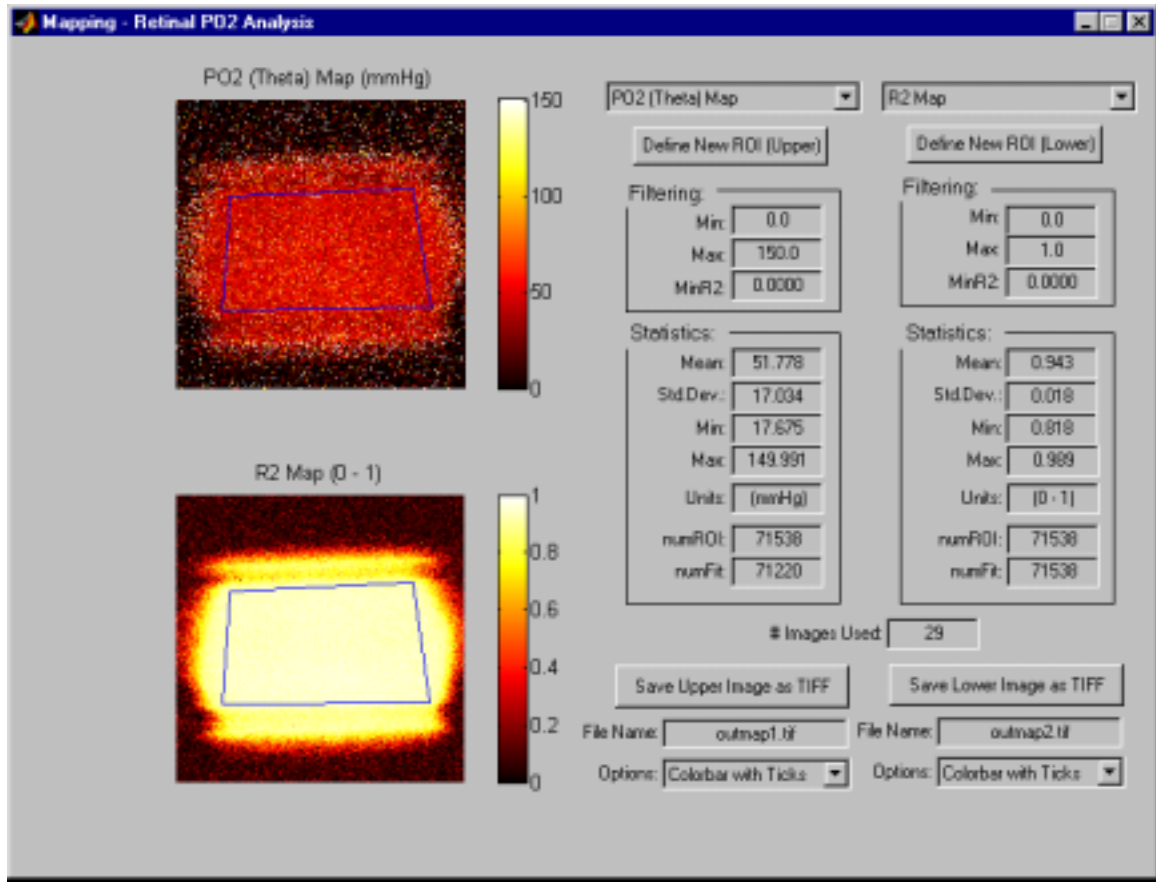 Mapping - Retinal PO2 Analysis
PO2 (Theta) Map (mmHg)
150
100
50
0
R2 Map (0 - 1)
1
0.8
0.6
0.4
0.2
0
PO2 (Theta) Map
R2 Map
Define New ROI (Upper)
Define New ROI (Lower)
Filtering:
Min: 0.0
Max: 150.0
MinR2: 0.0000
Statistics:
Mean: 51.778
Std.Dev.: 17.034
Min: 17.675
Max: 149.991
Units: (mmHg)
numROI: 71538
numFit: 71220
Filtering:
Min: 0.0
Max: 1.0
MinR2: 0.0000
Statistics:
Mean: 0.943
Std.Dev.: 0.018
Min: 0.818
Max: 0.989
Units: (0 - 1)
numROI: 71538
numFit: 71538
# Images Used: 29
Save Upper Image as TIFF
Save Lower Image as TIFF
File Name: outmap1.tif
File Name: outmap2.tif
Options: Colorbar with Ticks
Options: Colorbar with Ticks